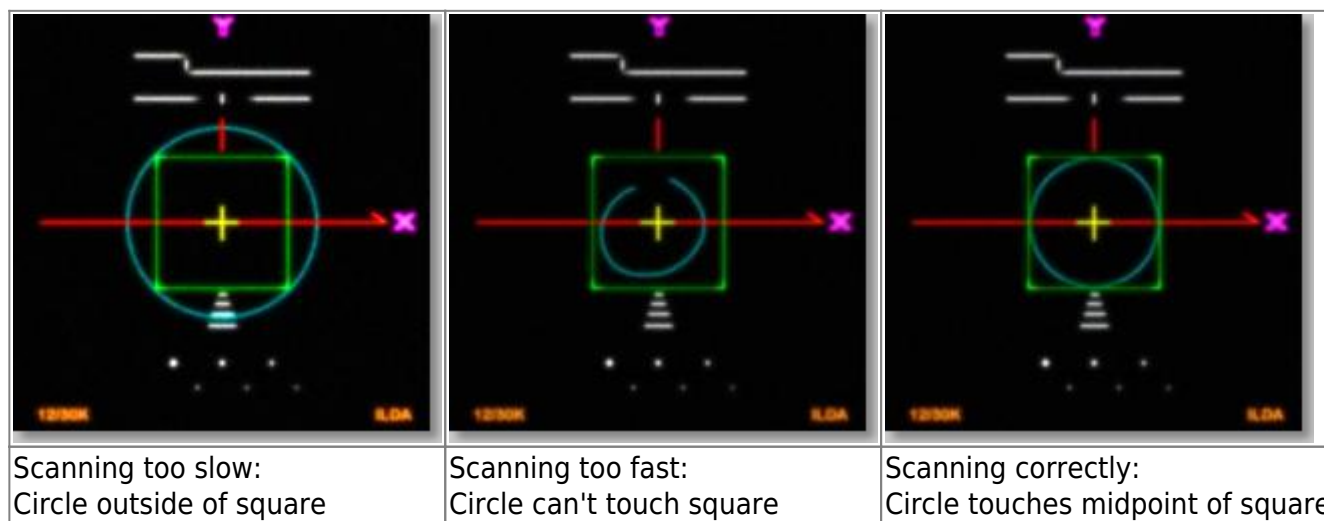 Y
X
12/30K ILDA
Y
X
12/30K ILDA
Y
X
12/30K ILDA
Scanning too slow:
Circle outside of square
Scanning too fast:
Circle can't touch square
Scanning correctly:
Circle touches midpoint of square